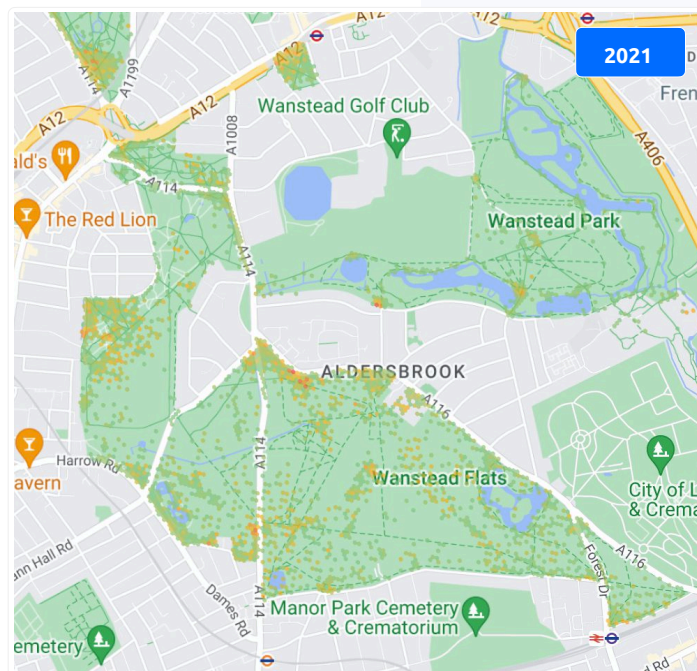 2021
A12
A12
A114
A1199
A12
A12
Wanstead Golf Club
A1008
Fren
A406
ald's
A114
The Red Lion
Wanstead Park
A114
ALDERSBROOK
A116
Harrow Rd
avern
A114
Wanstead Flats
City of L
& Crema
ann Hall Rd
A116
Forest Dr
Dames Rd
A114
Manor Park Cemetery
& Crematorium
emetery
d Rd